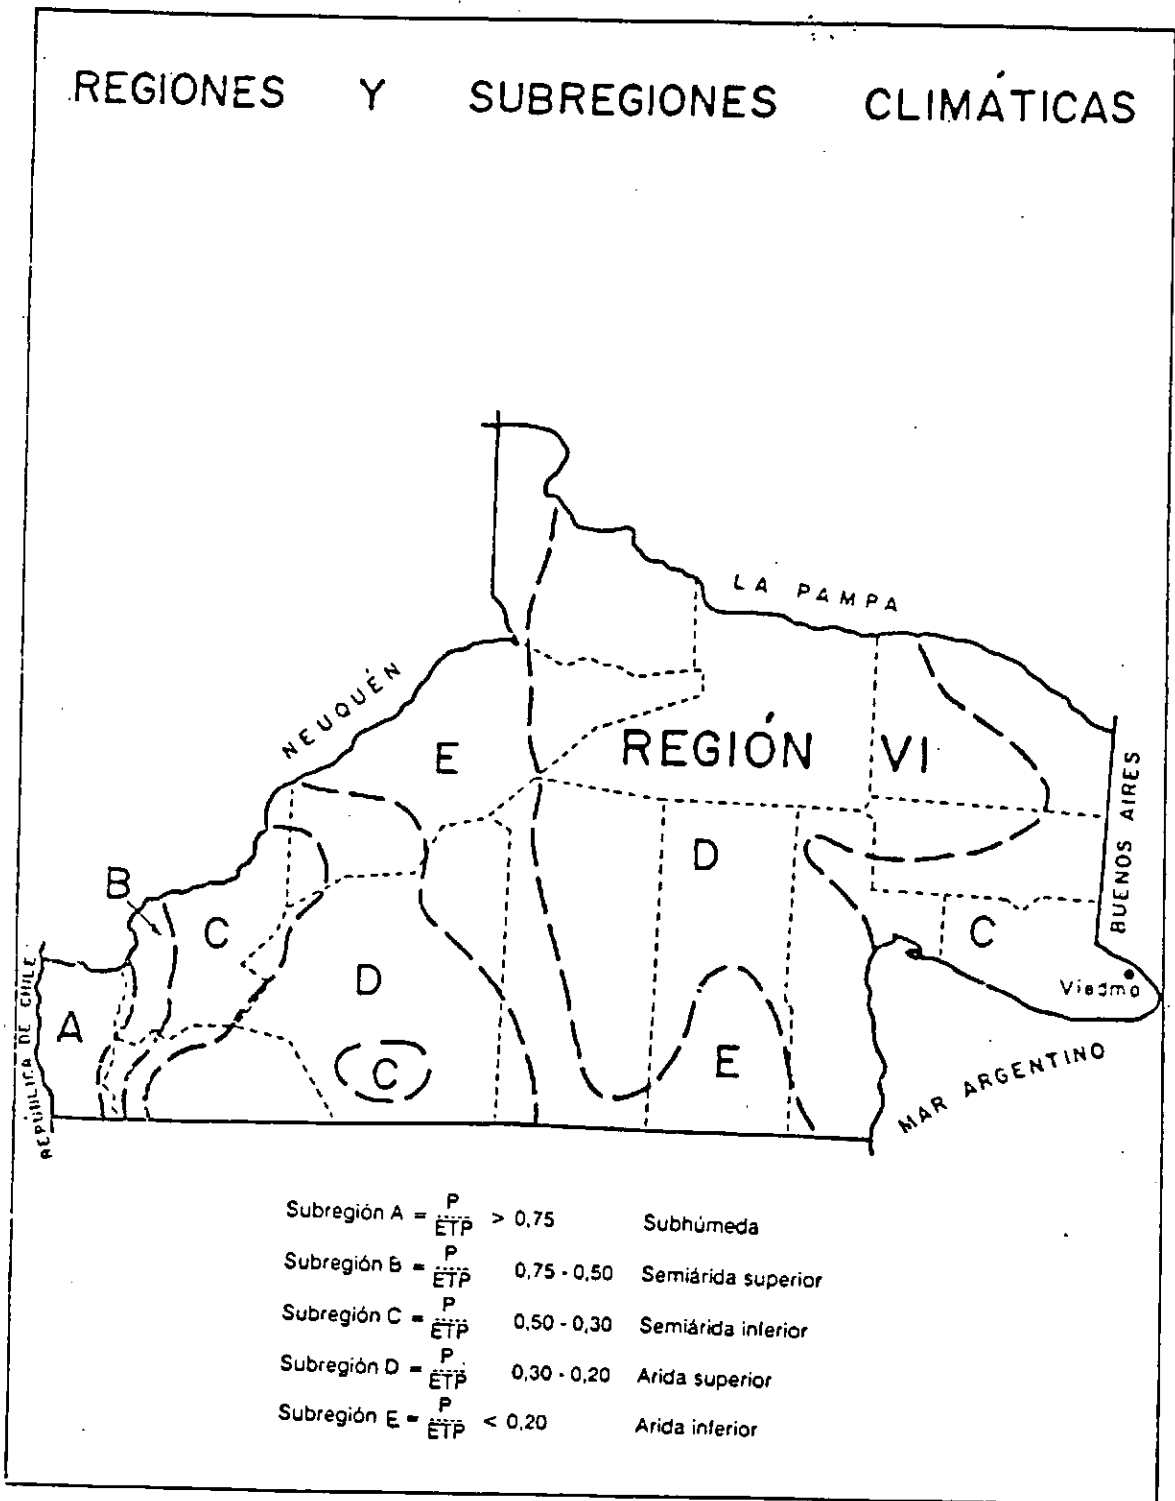 REGIONES Y SUBREGIONES CLIMÁTICAS
LA PAMPA
NEUQUÉN
E
REGIÓN VI
BUENOS AIRES
D
B
C
C
D
Viedma
REPÚBLICA DE CHILE
A
C
E
MAR ARGENTINO
Subregión A = P/ETP > 0,75 Subhúmeda
Subregión B = P/ETP 0,75 - 0,50 Semiárida superior
Subregión C = P/ETP 0,50 - 0,30 Semiárida inferior
Subregión D = P/ETP 0,30 - 0,20 Arida superior
Subregión E = P/ETP < 0,20 Arida inferior